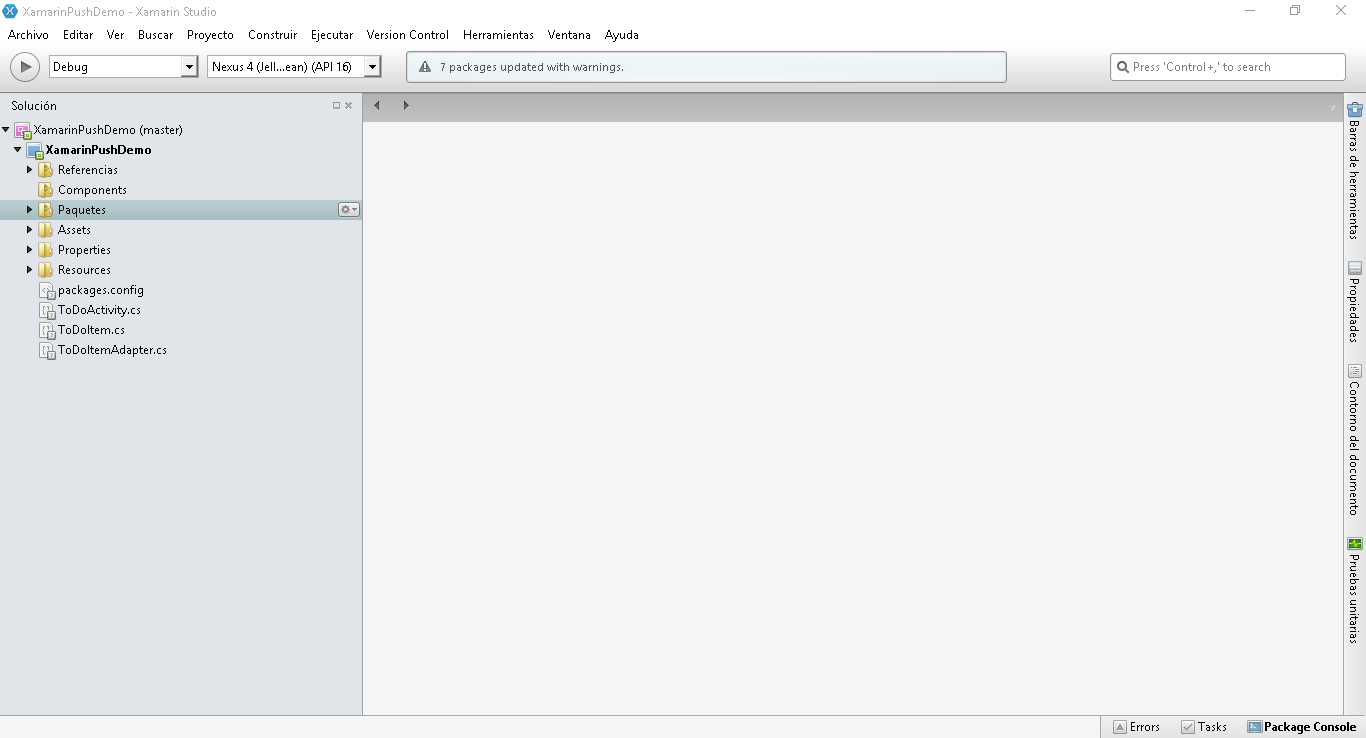 XamarinPushDemo - Xamarin Studio
Archivo Editar Ver Buscar Proyecto Construir Ejecutar Version Control Herramientas Ventana Ayuda
Debug Nexus 4 (Jell...ean) (API 16) 7 packages updated with warnings. Press 'Control+,' to search
Solución
XamarinPushDemo (master)
XamarinPushDemo
Referencias
Components
Paquetes
Assets
Properties
Resources
packages.config
ToDoActivity.cs
ToDoItem.cs
ToDoItemAdapter.cs
Barras de herramientas
Propiedades
Contorno del documento
Pruebas unitarias
Errors Tasks Package Console